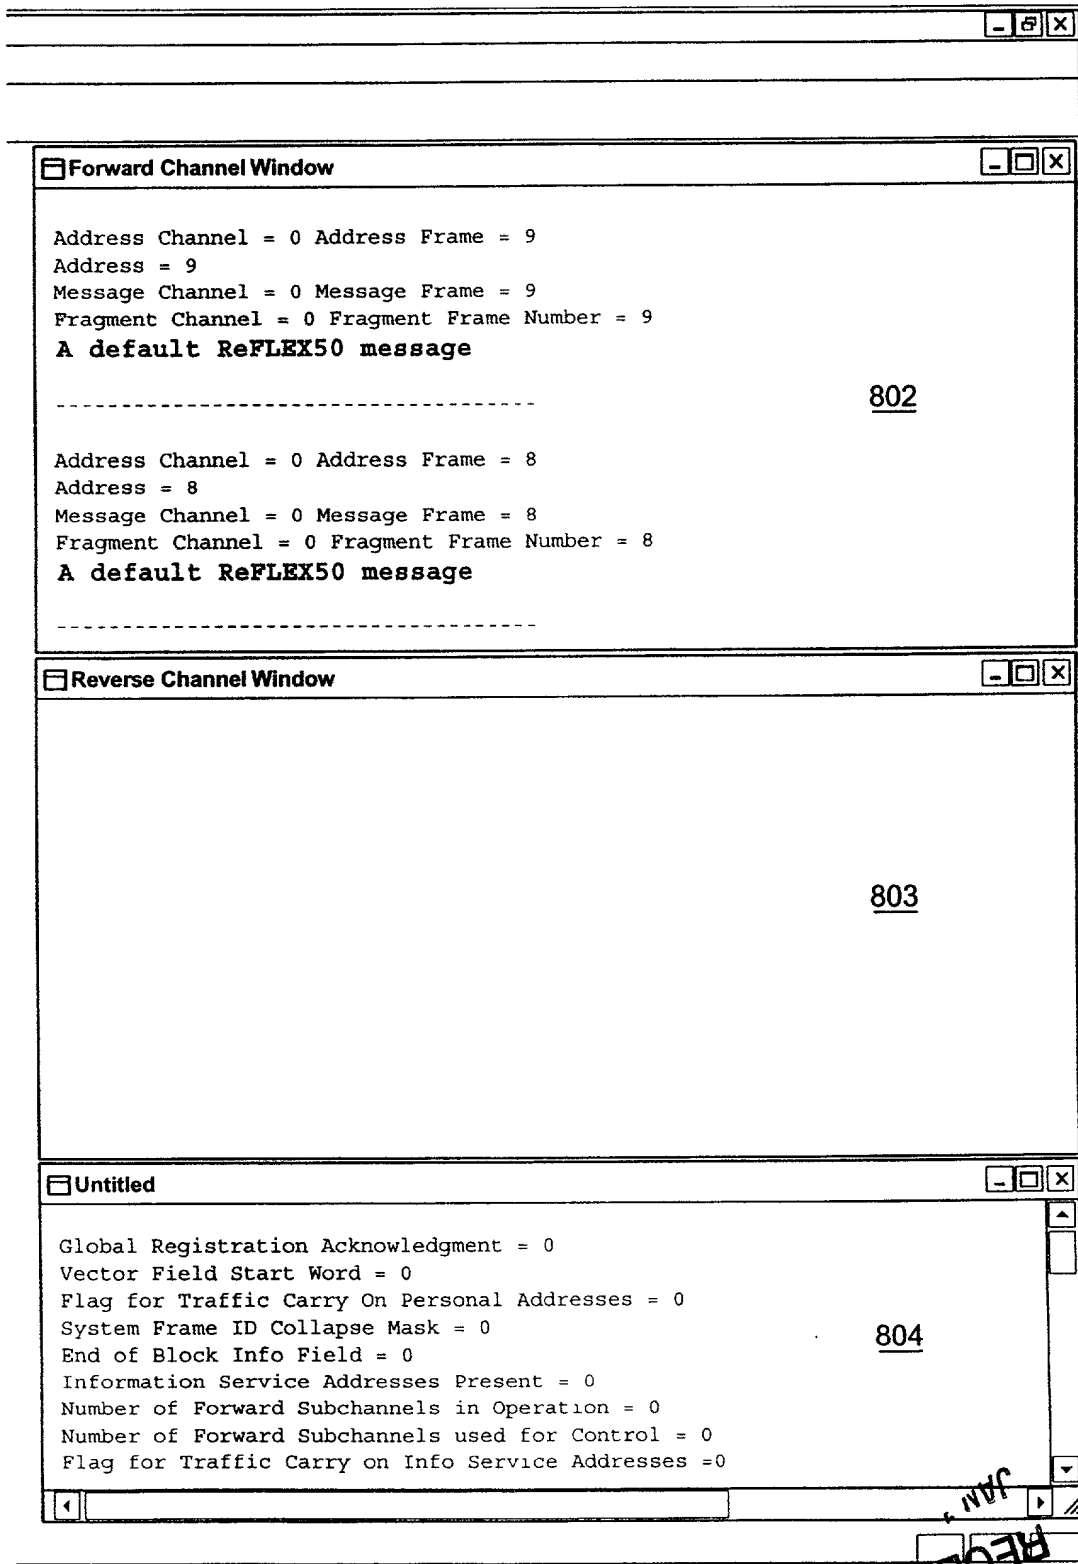 Forward Channel Window
Address Channel = 0 Address Frame = 9
Address = 9
Message Channel = 0 Message Frame = 9
Fragment Channel = 0 Fragment Frame Number = 9
A default ReFLEX50 message
------------------------------------
802
Address Channel = 0 Address Frame = 8
Address = 8
Message Channel = 0 Message Frame = 8
Fragment Channel = 0 Fragment Frame Number = 8
A default ReFLEX50 message
------------------------------------
Reverse Channel Window
803
Untitled
Global Registration Acknowledgment = 0
Vector Field Start Word = 0
Flag for Traffic Carry On Personal Addresses = 0
System Frame ID Collapse Mask = 0
804
End of Block Info Field = 0
Information Service Addresses Present = 0
Number of Forward Subchannels in Operation = 0
Number of Forward Subchannels used for Control = 0
Flag for Traffic Carry on Info Service Addresses =0
JAN